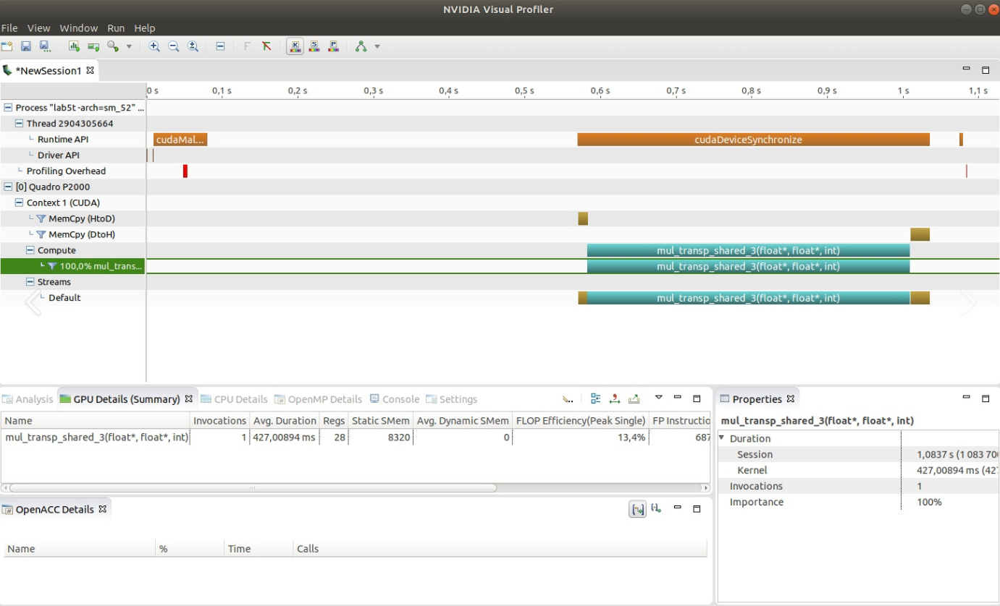 NVIDIA Visual Profiler
File View Window Run Help
*NewSession1
0 s 0,1 s 0,2 s 0,3 s 0,4 s 0,5 s 0,6 s 0,7 s 0,8 s 0,9 s 1 s 1,1 s
Process "lab5t -arch=sm_52" ...
Thread 2904305664
Runtime API cudaMal... cudaDeviceSynchronize
Driver API
Profiling Overhead
[0] Quadro P2000
Context 1 (CUDA)
MemCpy (HtoD)
MemCpy (DtoH)
Compute mul_transp_shared_3(float*, float*, int)
100,0% mul_trans... mul_transp_shared_3(float*, float*, int)
Streams
Default mul_transp_shared_3(float*, float*, int)
Analysis GPU Details (Summary) CPU Details OpenMP Details Console Settings
Name Invocations Avg. Duration Regs Static SMem Avg. Dynamic SMem FLOP Efficiency(Peak Single) FP Instructio
mul_transp_shared_3(float*, float*, int) 1 427,00894 ms 28 8320 0 13,4% 687
Properties
mul_transp_shared_3(float*, float*, int)
Duration
Session 1,0837 s (1 083 70
Kernel 427,00894 ms (42
Invocations 1
Importance 100%
OpenACC Details
Name % Time Calls